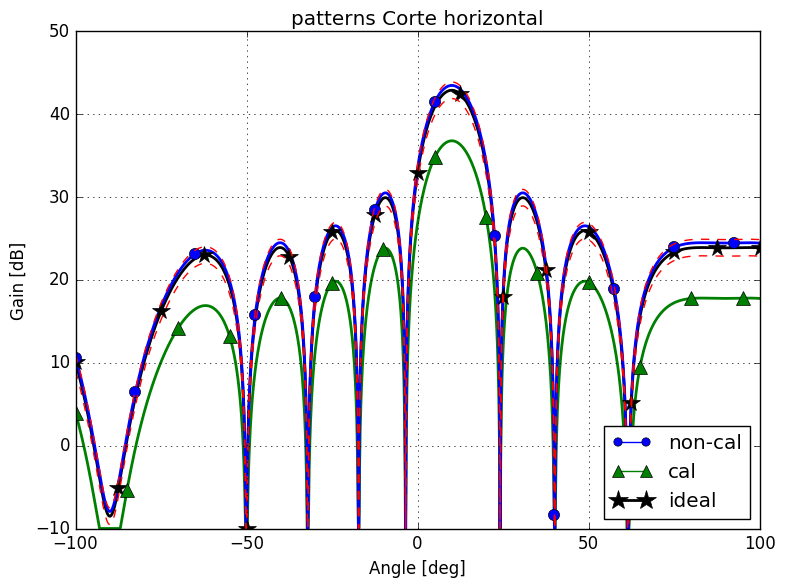 patterns Corte horizontal
50
40
30
20
10
0
−10
Gain [dB]
−100
−50
0
50
100
Angle [deg]
non-cal
cal
ideal